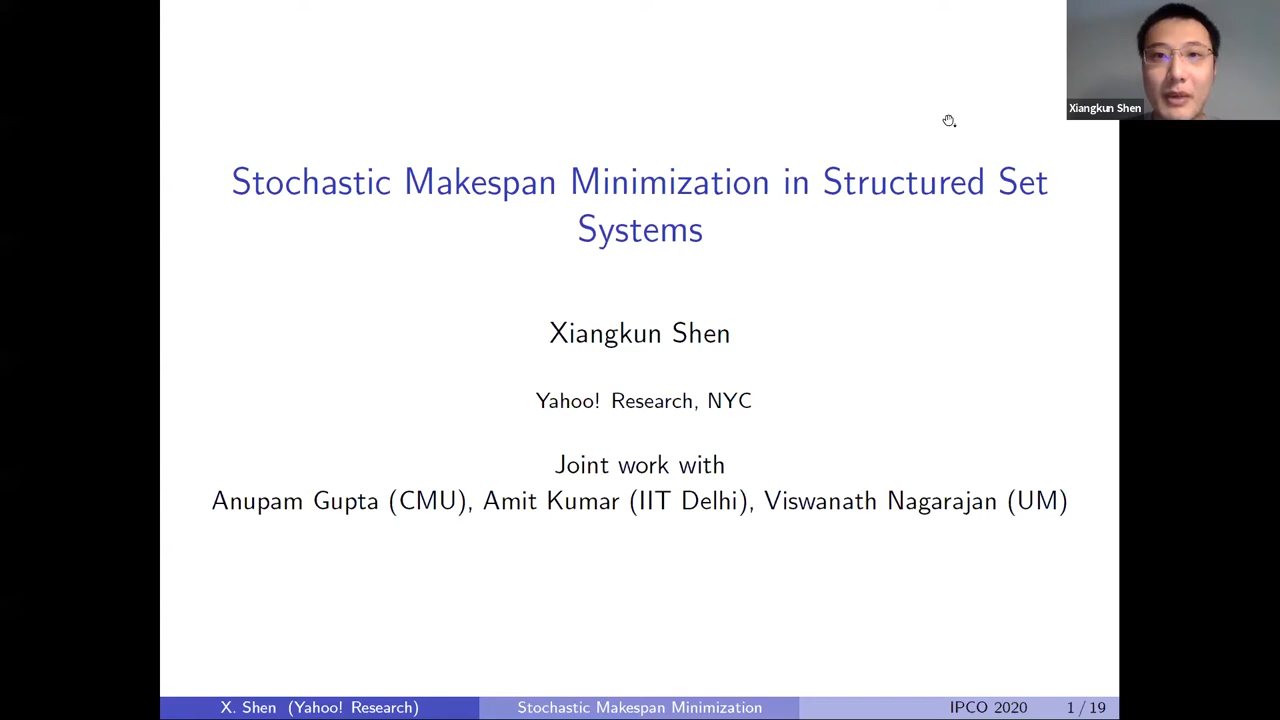 Xiangkun Shen
Stochastic Makespan Minimization in Structured Set
Systems
Xiangkun Shen
Yahoo! Research, NYC
Joint work with
Anupam Gupta (CMU), Amit Kumar (IIT Delhi), Viswanath Nagarajan (UM)
X. Shen (Yahoo! Research) Stochastic Makespan Minimization IPCO 2020 1 / 19